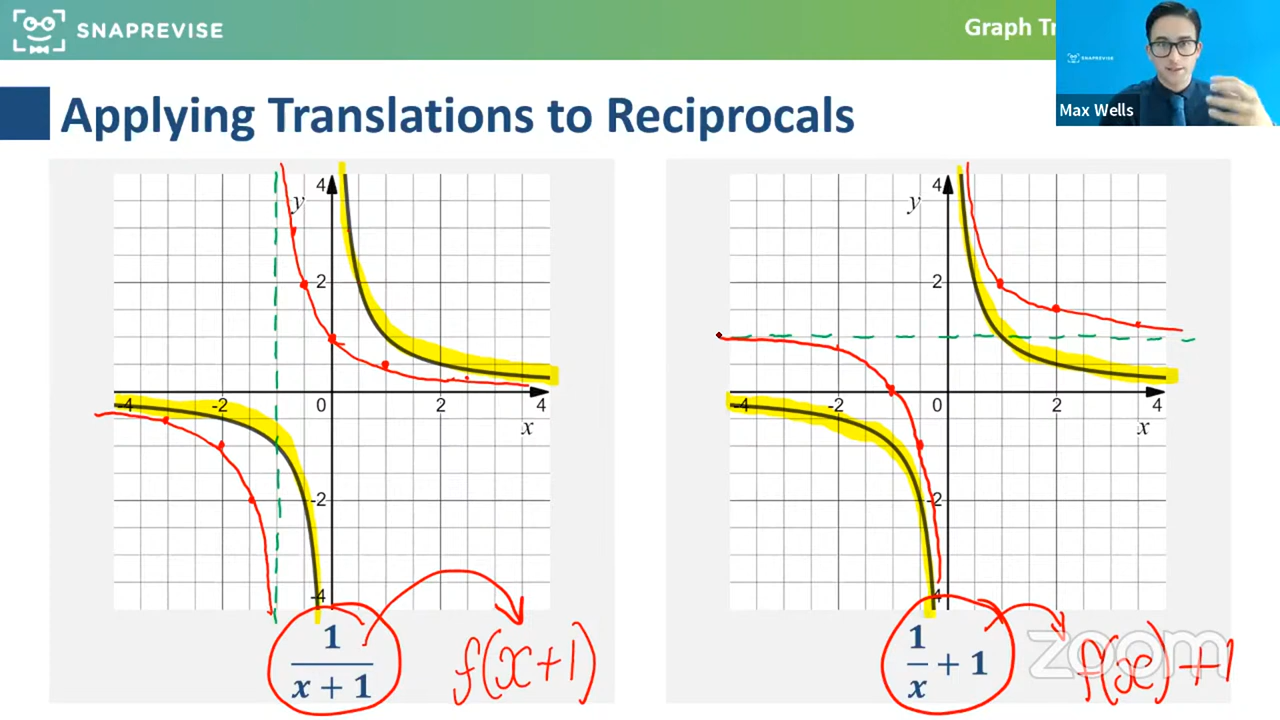 SNAPREVISE
Graph Tr
SNAPREVISE
Max Wells
Applying Translations to Reciprocals
4
y
2
-4 -2 0 2 4
x
-2
-4
1
x + 1
f(x+1)
4
y
2
-4 -2 0 2 4
x
-2
4
1
x + 1
f(x)+1
zoom